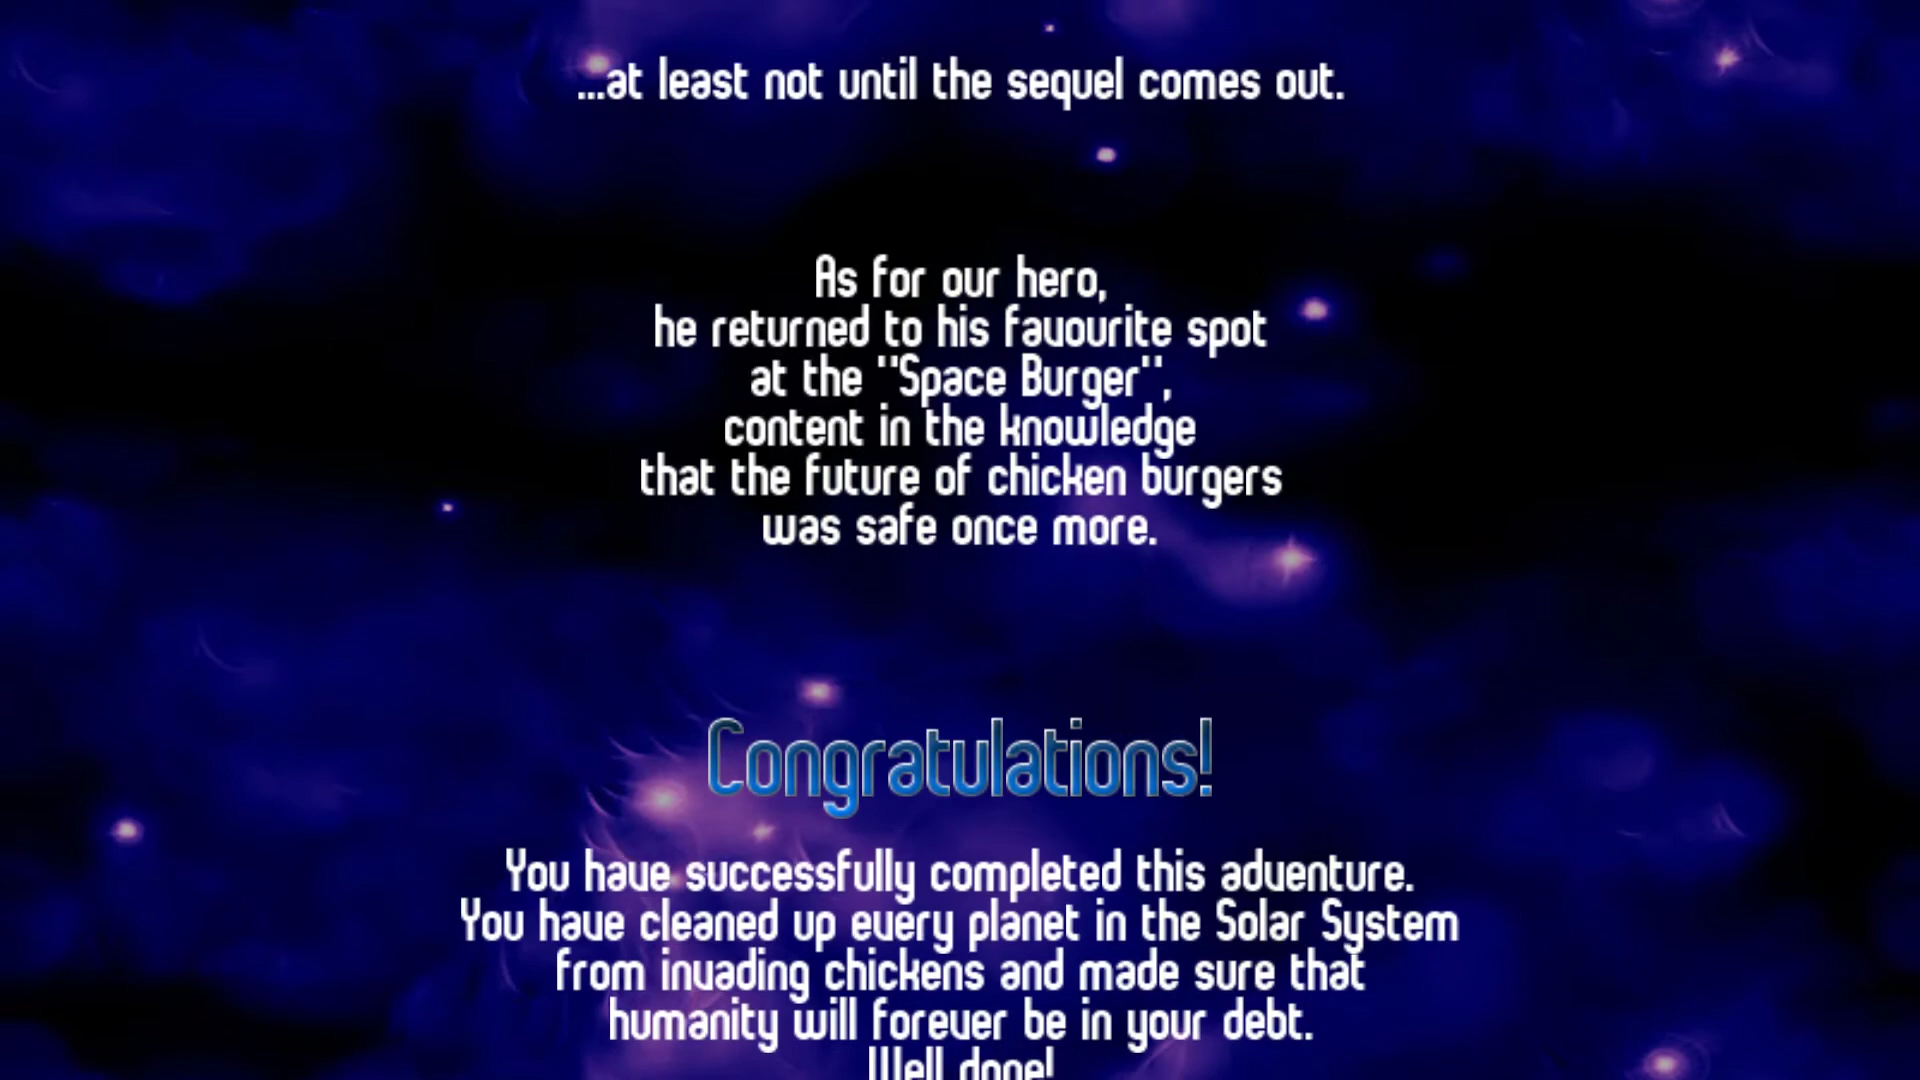 ...at least not until the sequel comes out.
As for our hero,
he returned to his favourite spot
at the "Space Burger",
content in the knowledge
that the future of chicken burgers
was safe once more.
Congratulations!
You have successfully completed this adventure.
You have cleaned up every planet in the Solar System
from invading chickens and made sure that
humanity will forever be in your debt.
Well done!